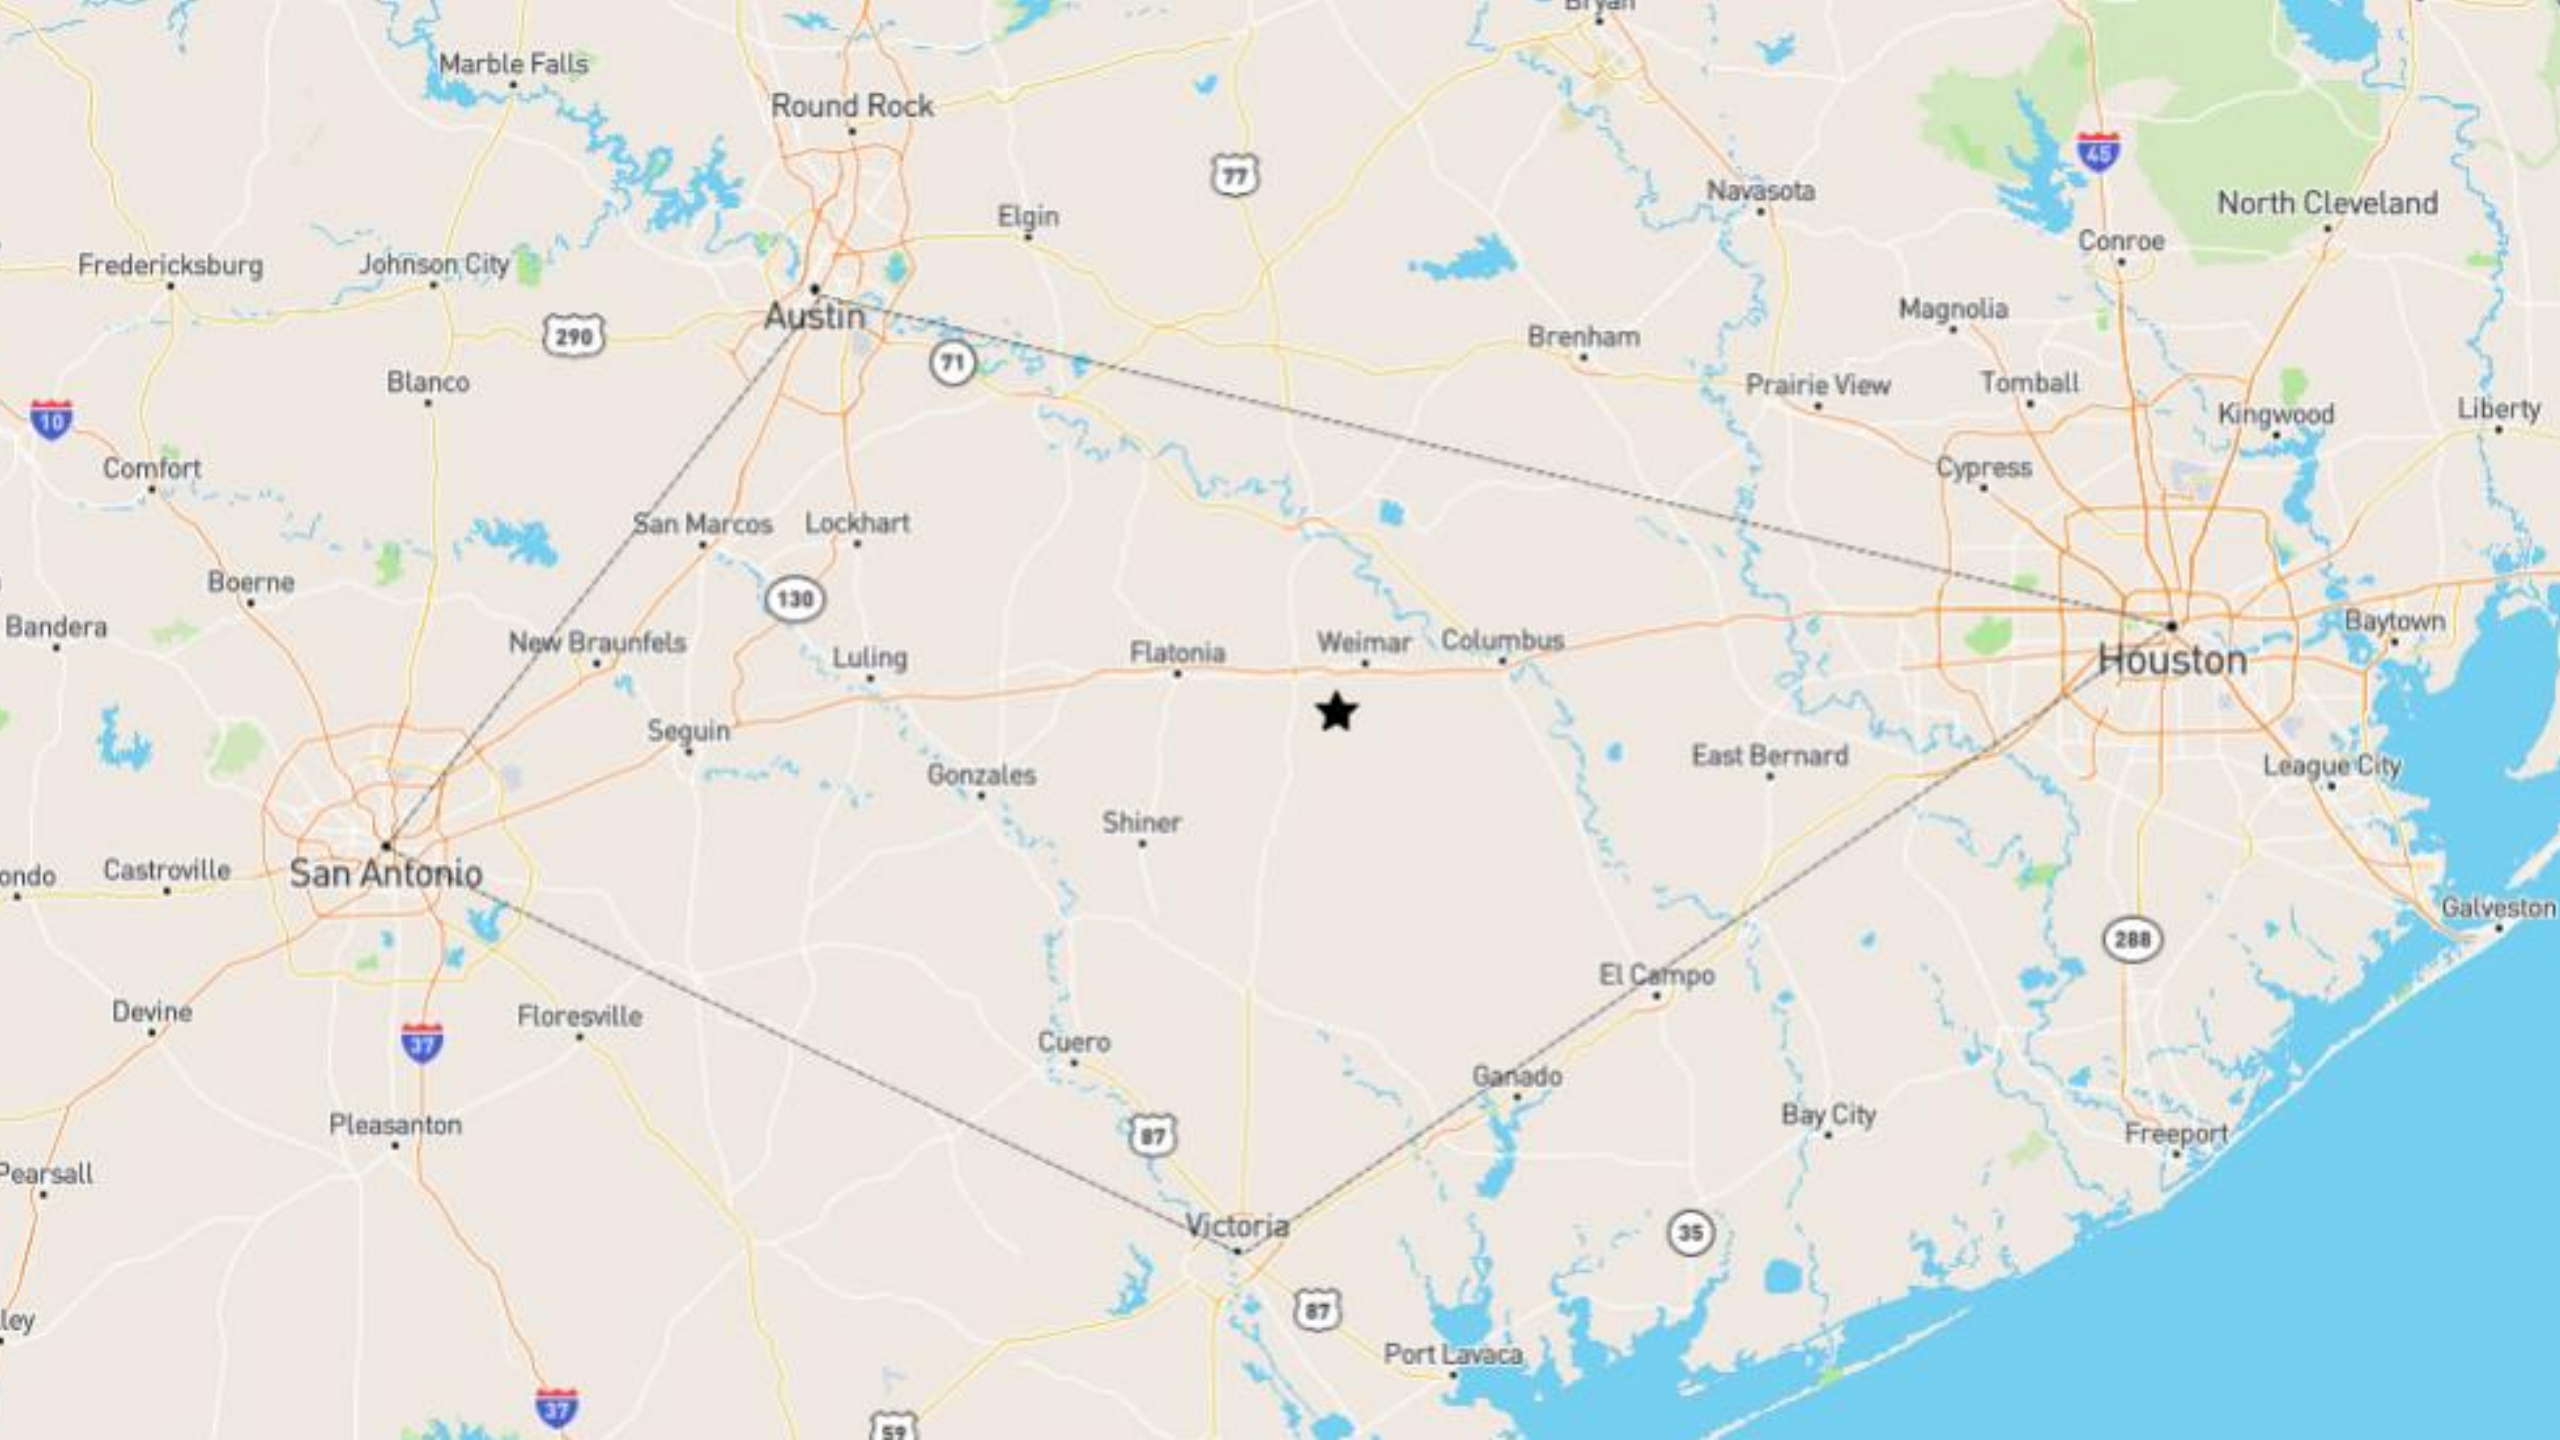 Bryan
Marble Falls
Round Rock
45
77
Navasota
North Cleveland
Elgin
Conroe
Fredericksburg
Johnson City
Magnolia
Austin
290
Brenham
71
Blanco
Prairie View
Tomball
10
Kingwood
Liberty
Comfort
Cypress
San Marcos
Lockhart
Boerne
130
Bandera
Baytown
New Braunfels
Weimar
Columbus
Luling
Flatonia
Houston
Seguin
East Bernard
League City
Gonzales
Shiner
San Antonio
Castroville
ondo
Galveston
288
El Campo
Devine
Floresville
37
Cuero
Ganado
Bay City
Pleasanton
87
Freeport
Pearsall
Victoria
35
87
ley
Port Lavaca
37
59